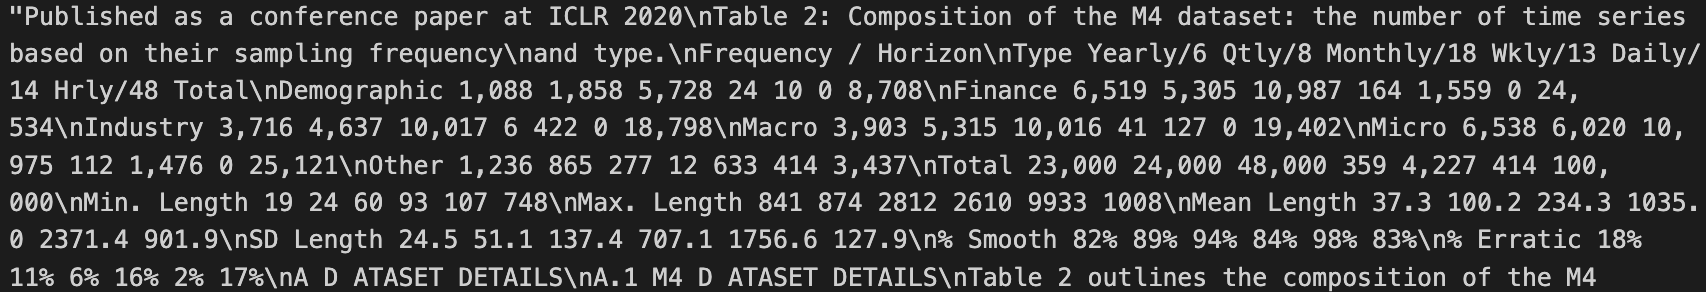 "Published as a conference paper at ICLR 2020\nTable 2: Composition of the M4 dataset: the number of time series
based on their sampling frequency\nand type.\nFrequency / Horizon\nType Yearly/6 Qtly/8 Monthly/18 Wkly/13 Daily/
14 Hrly/48 Total\nDemographic 1,088 1,858 5,728 24 10 0 8,708\nFinance 6,519 5,305 10,987 164 1,559 0 24,
534\nIndustry 3,716 4,637 10,017 6 422 0 18,798\nMacro 3,903 5,315 10,016 41 127 0 19,402\nMicro 6,538 6,020 10,
975 112 1,476 0 25,121\nOther 1,236 865 277 12 633 414 3,437\nTotal 23,000 24,000 48,000 359 4,227 414 100,
000\nMin. Length 19 24 60 93 107 748\nMax. Length 841 874 2812 2610 9933 1008\nMean Length 37.3 100.2 234.3 1035.
0 2371.4 901.9\nSD Length 24.5 51.1 137.4 707.1 1756.6 127.9\n% Smooth 82% 89% 94% 84% 98% 83%\n% Erratic 18%
11% 6% 16% 2% 17%\nA D ATASET DETAILS\nA.1 M4 D ATASET DETAILS\nTable 2 outlines the composition of the M4